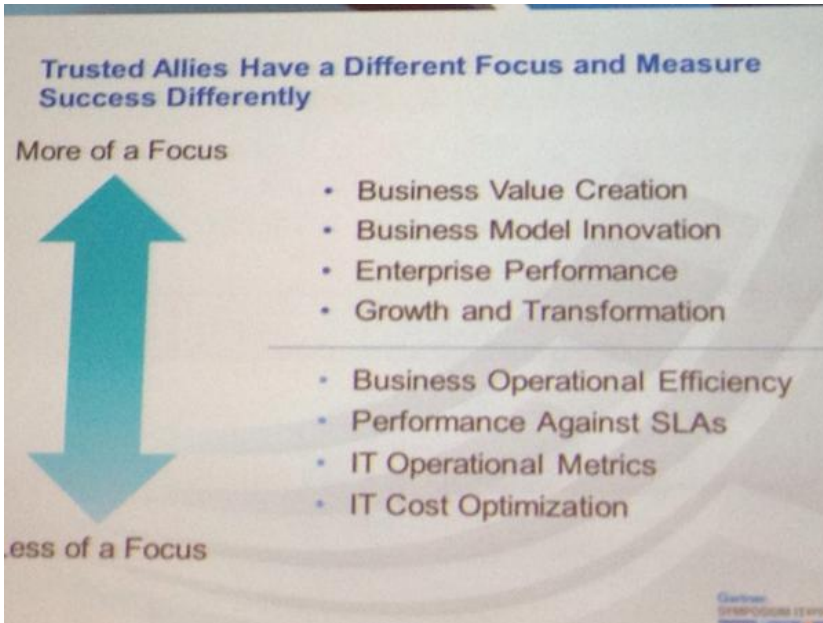 Trusted Allies Have a Different Focus and Measure
Success Differently
More of a Focus
• Business Value Creation
• Business Model Innovation
• Enterprise Performance
• Growth and Transformation
• Business Operational Efficiency
• Performance Against SLAs
• IT Operational Metrics
• IT Cost Optimization
ess of a Focus
Gartner
SYMPOSIUM